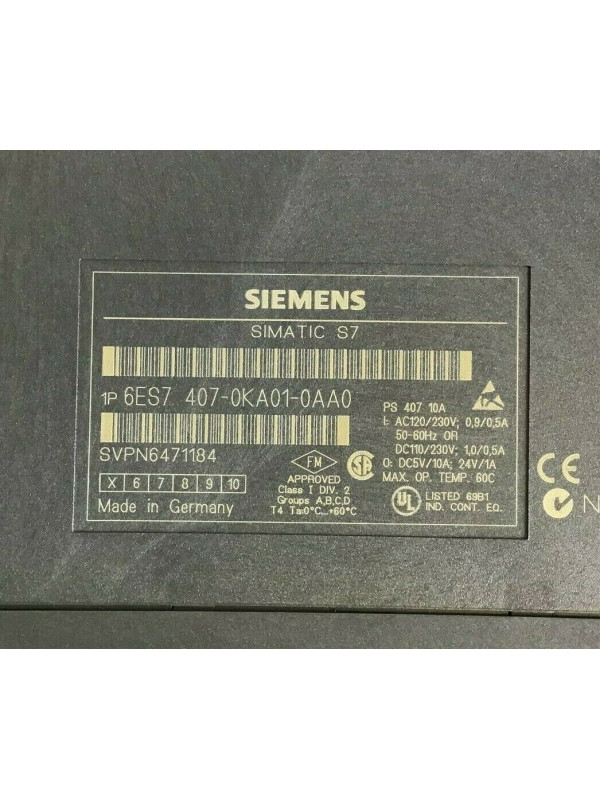 SIEMENS
SIMATIC S7
1P 6ES7 407-0KA01-0AA0
SVPN6471184
X 6 7 8 9 10
Made in Germany
FM
APPROVED
Class I DIV. 2
Groups A,B,C,D
T4 Ta:0°C...+60°C
PS 407 10A
I: AC120/230V; 0,9/0,5A
50-60Hz OR
DC110/230V; 1,0/0,5A
O: DC5V/10A; 24V/1A
MAX. OP. TEMP. 60C
UL LISTED 69B1
IND. CONT. EQ.
CE
N